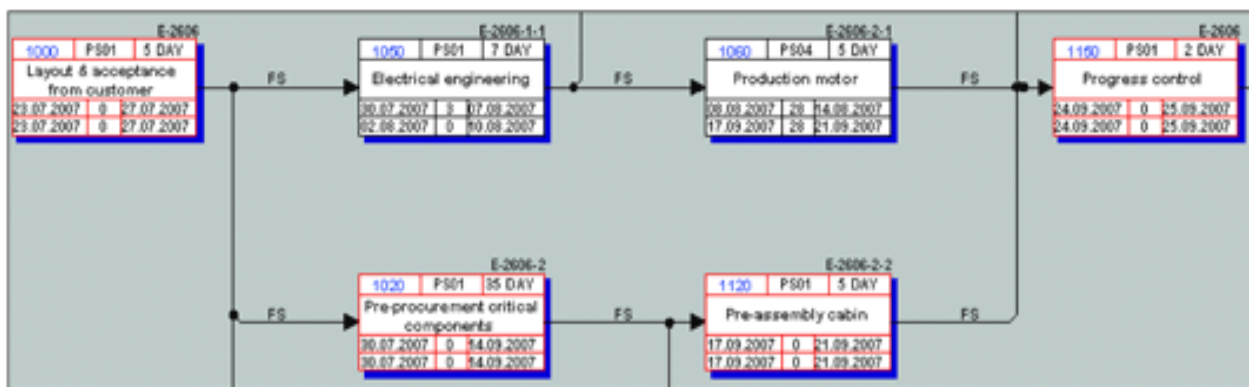 E-2606
1000 PS01 5 DAY
Layout & acceptance
from customer
23.07.2007 0 27.07.2007
23.07.2007 0 27.07.2007
FS
E-2606-1-1
1050 PS01 7 DAY
Electrical engineering
30.07.2007 3 07.08.2007
02.08.2007 0 10.08.2007
FS
E-2606-2-1
1060 PS04 5 DAY
Production motor
08.08.2007 28 14.08.2007
17.09.2007 28 21.09.2007
FS
E-2606
1150 PS01 2 DAY
Progress control
24.09.2007 0 25.09.2007
24.09.2007 0 25.09.2007
FS
E-2606-2
1020 PS01 35 DAY
Pre-procurement critical
components
30.07.2007 0 14.09.2007
30.07.2007 0 14.09.2007
FS
E-2606-2-2
1120 PS01 5 DAY
Pre-assembly cabin
17.09.2007 0 21.09.2007
17.09.2007 0 21.09.2007
FS